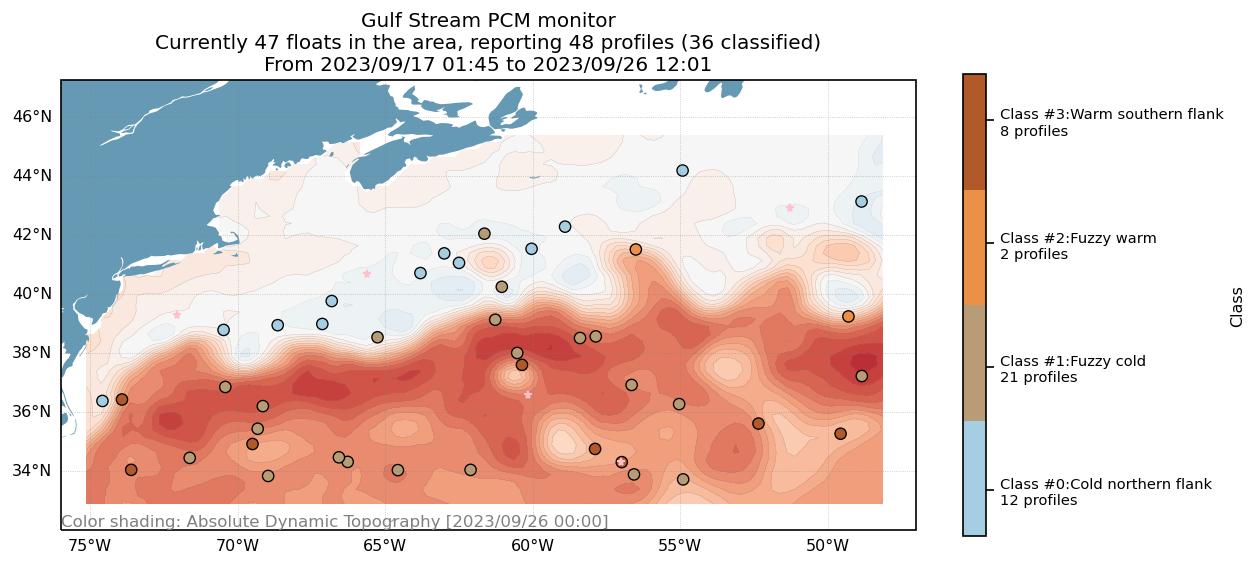 Gulf Stream PCM monitor
Currently 47 floats in the area, reporting 48 profiles (36 classified)
From 2023/09/17 01:45 to 2023/09/26 12:01
46°N
44°N
42°N
40°N
38°N
36°N
34°N
Color shading: Absolute Dynamic Topography [2023/09/26 00:00]
75°W
70°W
65°W
60°W
55°W
50°W
Class #3:Warm southern flank
8 profiles
Class #2:Fuzzy warm
2 profiles
Class #1:Fuzzy cold
21 profiles
Class #0:Cold northern flank
12 profiles
Class